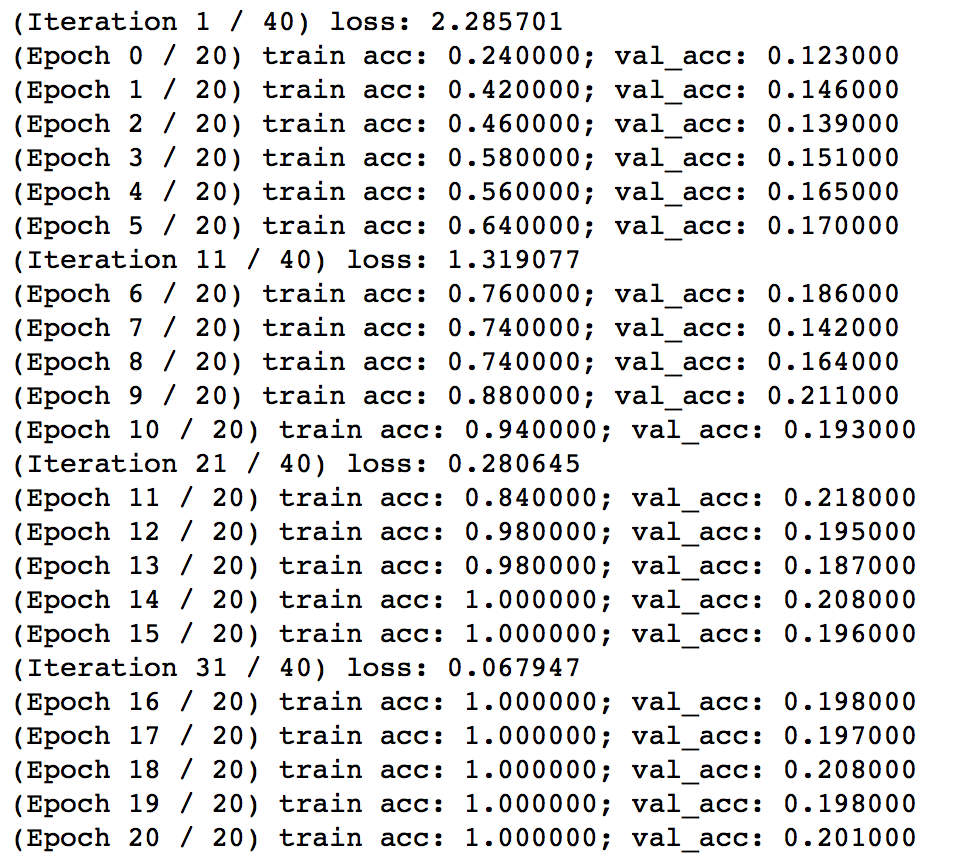 (Iteration 1 / 40) loss: 2.285701
(Epoch 0 / 20) train acc: 0.240000; val_acc: 0.123000
(Epoch 1 / 20) train acc: 0.420000; val_acc: 0.146000
(Epoch 2 / 20) train acc: 0.460000; val_acc: 0.139000
(Epoch 3 / 20) train acc: 0.580000; val_acc: 0.151000
(Epoch 4 / 20) train acc: 0.560000; val_acc: 0.165000
(Epoch 5 / 20) train acc: 0.640000; val_acc: 0.170000
(Iteration 11 / 40) loss: 1.319077
(Epoch 6 / 20) train acc: 0.760000; val_acc: 0.186000
(Epoch 7 / 20) train acc: 0.740000; val_acc: 0.142000
(Epoch 8 / 20) train acc: 0.740000; val_acc: 0.164000
(Epoch 9 / 20) train acc: 0.880000; val_acc: 0.211000
(Epoch 10 / 20) train acc: 0.940000; val_acc: 0.193000
(Iteration 21 / 40) loss: 0.280645
(Epoch 11 / 20) train acc: 0.840000; val_acc: 0.218000
(Epoch 12 / 20) train acc: 0.980000; val_acc: 0.195000
(Epoch 13 / 20) train acc: 0.980000; val_acc: 0.187000
(Epoch 14 / 20) train acc: 1.000000; val_acc: 0.208000
(Epoch 15 / 20) train acc: 1.000000; val_acc: 0.196000
(Iteration 31 / 40) loss: 0.067947
(Epoch 16 / 20) train acc: 1.000000; val_acc: 0.198000
(Epoch 17 / 20) train acc: 1.000000; val_acc: 0.197000
(Epoch 18 / 20) train acc: 1.000000; val_acc: 0.208000
(Epoch 19 / 20) train acc: 1.000000; val_acc: 0.198000
(Epoch 20 / 20) train acc: 1.000000; val_acc: 0.201000